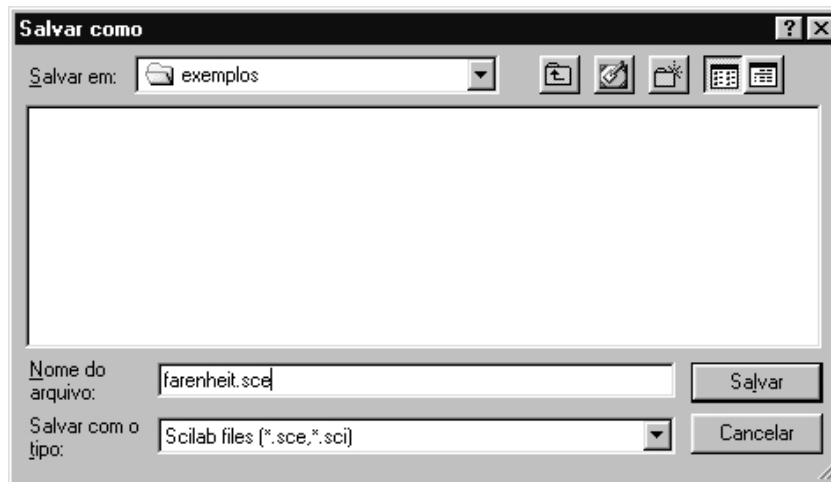 Salvar como
Salvar em: exemplos
Nome do
arquivo: farenheit.sce
Salvar
Salvar com o
tipo: Scilab files (*.sce,*.sci)
Cancelar